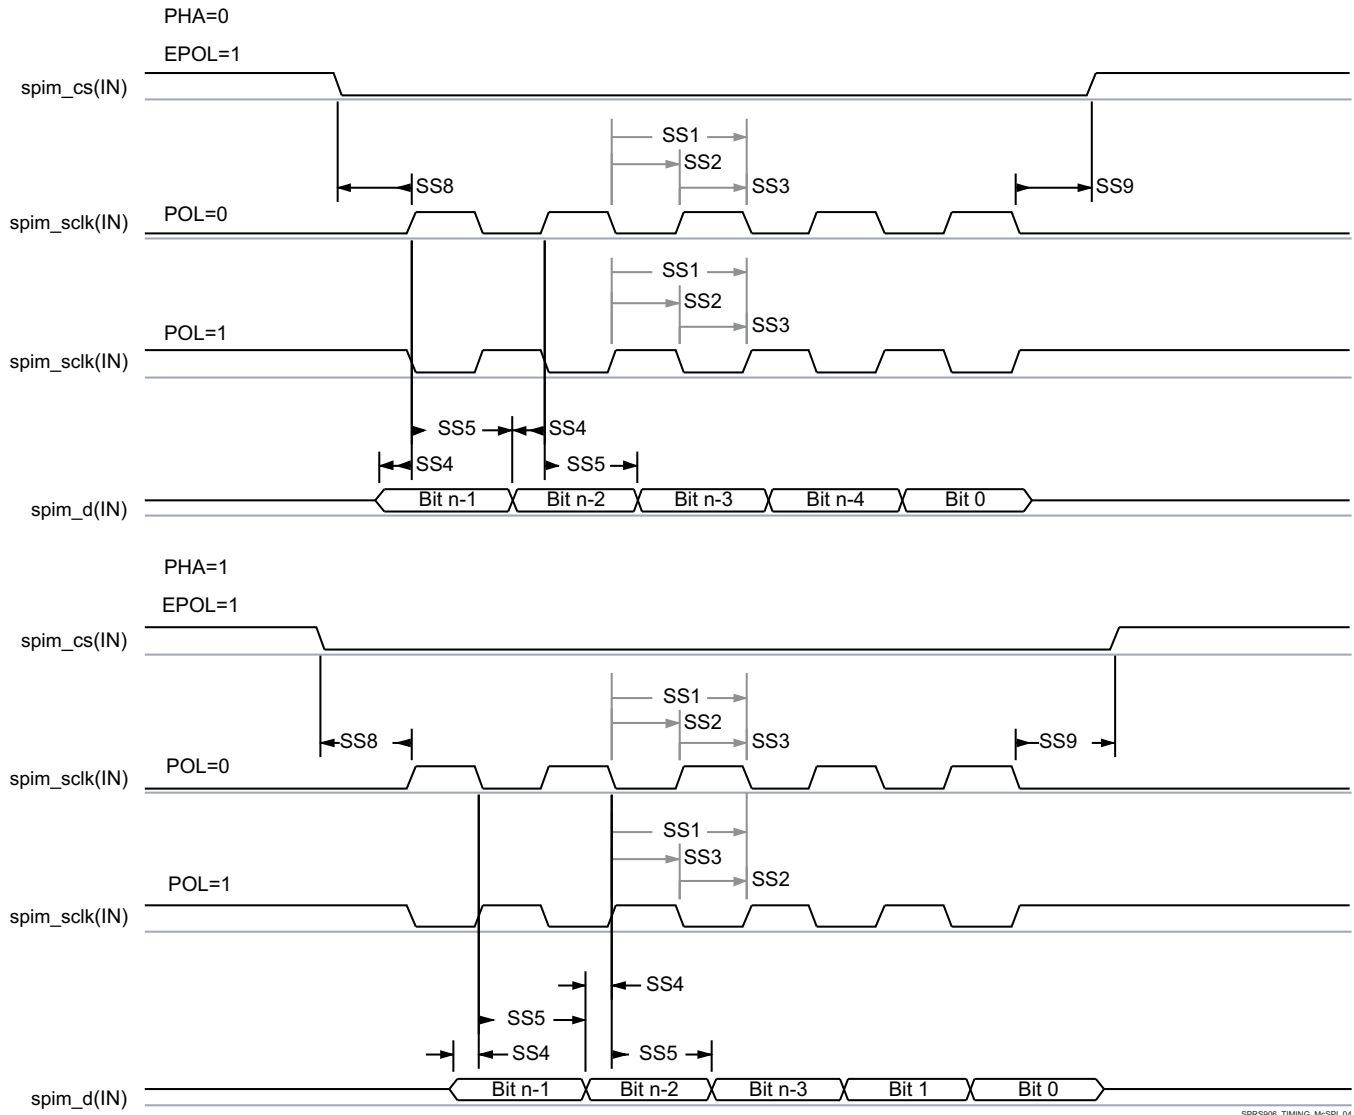 PHA=0
EPOL=1
spim_cs(IN)
SS1
SS2
SS8
SS3
SS9
POL=0
spim_sclk(IN)
SS1
SS2
SS3
POL=1
spim_sclk(IN)
SS5
SS4
SS4
SS5
Bit n-1
Bit n-2
Bit n-3
Bit n-4
Bit 0
spim_d(IN)
PHA=1
EPOL=1
spim_cs(IN)
SS1
SS2
SS8
SS3
SS9
POL=0
spim_sclk(IN)
SS1
SS3
SS2
POL=1
spim_sclk(IN)
SS4
SS5
SS4
SS5
Bit n-1
Bit n-2
Bit n-3
Bit 1
Bit 0
spim_d(IN)
SPRS906_TIMING_McSPI_04